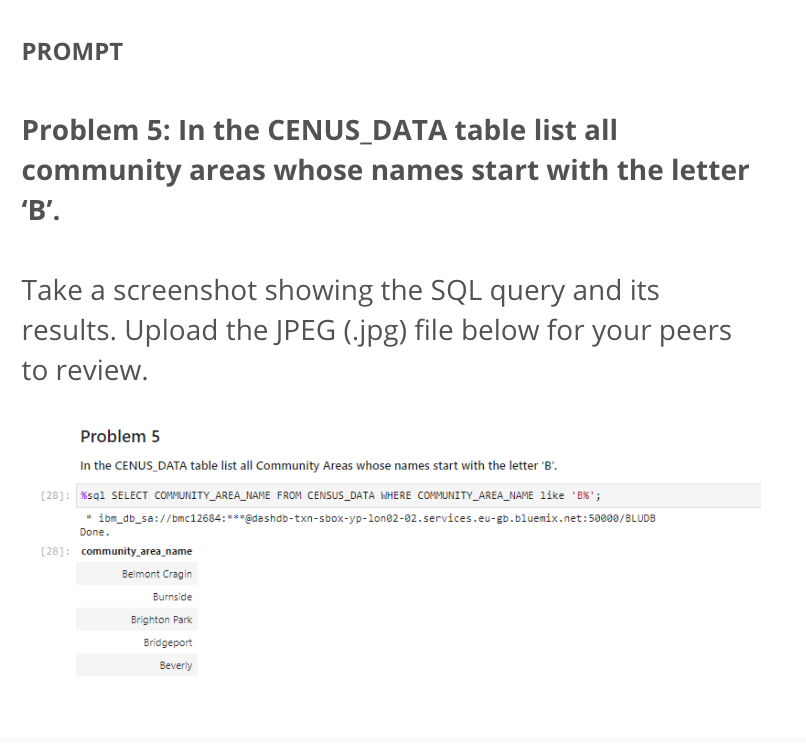 PROMPT
Problem 5: In the CENUS_DATA table list all
community areas whose names start with the letter
‘B’.
Take a screenshot showing the SQL query and its
results. Upload the JPEG (.jpg) file below for your peers
to review.
Problem 5
In the CENUS_DATA table list all Community Areas whose names start with the letter ‘B’.
[28]: %sql SELECT COMMUNITY_AREA_NAME FROM CENSUS_DATA WHERE COMMUNITY_AREA_NAME like 'B%';
* ibm_db_sa://bmc12684:***@dashdb-txn-sbox-yp-lon02-02.services.eu-gb.bluemix.net:50000/BLUDB
Done.
[28]: community_area_name
Belmont Cragin
Burnside
Brighton Park
Bridgeport
Beverly